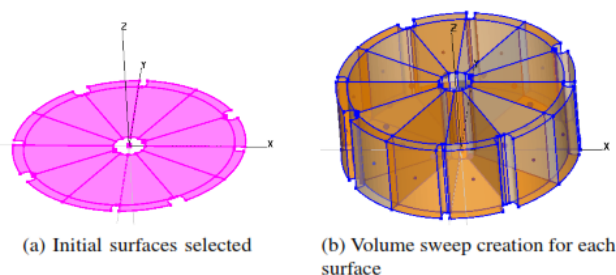 Z
Y
X
(a) Initial surfaces selected
Z
Y
X
(b) Volume sweep creation for each
surface